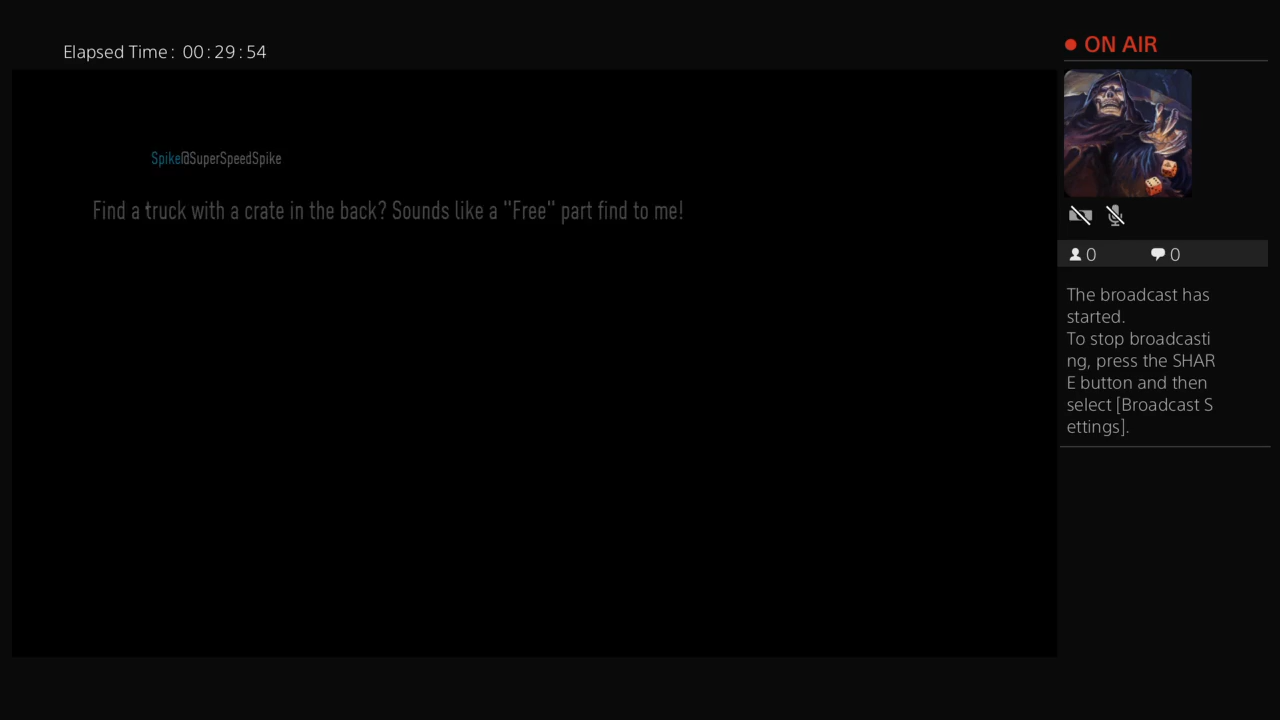 Elapsed Time: 00:29:54
ON AIR
Spike@SuperSpeedSpike
Find a truck with a crate in the back? Sounds like a "Free" part find to me!
0 0
The broadcast has
started.
To stop broadcasti
ng, press the SHAR
E button and then
select [Broadcast S
ettings].